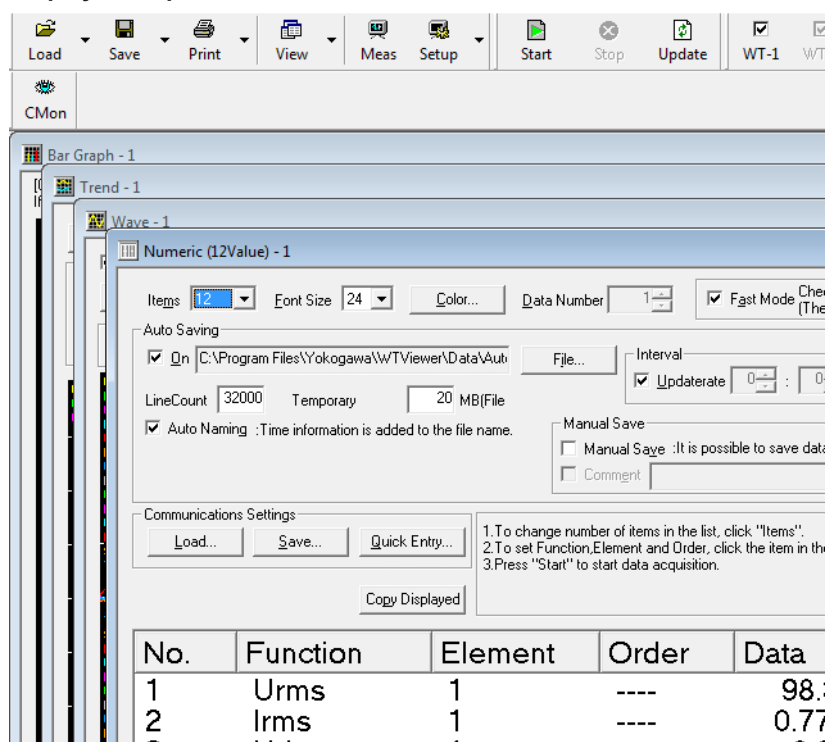 Load Save Print View Meas Setup Start Stop Update WT-1
CMon
Bar Graph - 1
Trend - 1
Wave - 1
Numeric (12Value) - 1
Items 12 Font Size 24 Color... Data Number 1 Fast Mode
Auto Saving
On C:\Program Files\Yokogawa\WTViewer\Data\Aut File... Interval
Updaterate 0 : 0
LineCount 32000 Temporary 20 MB(File
Manual Save
Auto Naming :Time information is added to the file name.
Manual Save :It is possible to save data
Comment
Communications Settings
Load... Save... Quick Entry...
1.To change number of items in the list, click "Items".
2.To set Function,Element and Order, click the item in the
3.Press "Start" to start data acquisition.
Copy Displayed
No. Function Element Order Data
1 Urms 1 ---- 98.
2 Irms 1 ---- 0.77